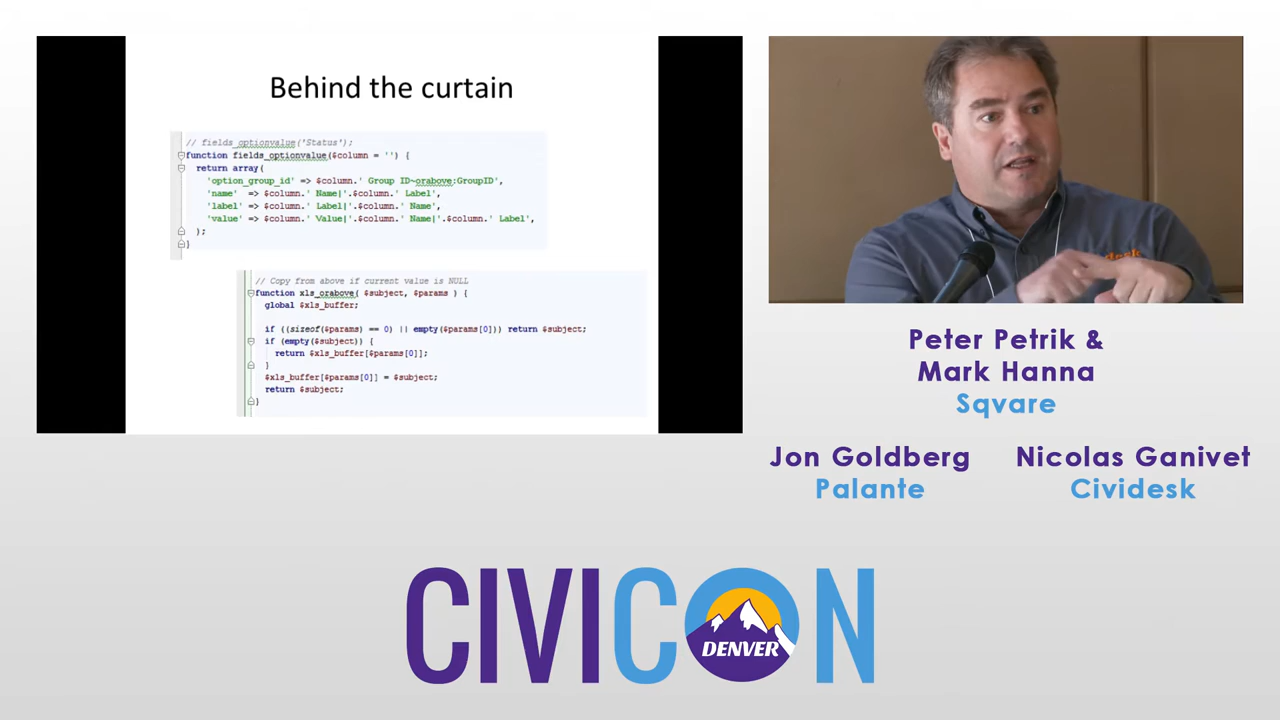 Behind the curtain
// fields_optionvalue('Status');
function fields_optionvalue($column = '') {
return array(
'option_group_id' => $column.' Group ID~orabove:GroupID',
'name' => $column.' Name|'.$column.' Label',
'label' => $column.' Label|'.$column.' Name',
'value' => $column.' Value|'.$column.' Name|'.$column.' Label',
);
}
// Copy from above if current value is NULL
function xls_orabove( $subject, $params ) {
global $xls_buffer;
if ((sizeof($params) == 0) || empty($params[0])) return $subject;
if (empty($subject)) {
return $xls_buffer[$params[0]];
}
$xls_buffer[$params[0]] = $subject;
return $subject;
}
Peter Petrik &
Mark Hanna
Sqvare
Jon Goldberg
Palante
Nicolas Ganivet
Cividesk
CIVICON
DENVER